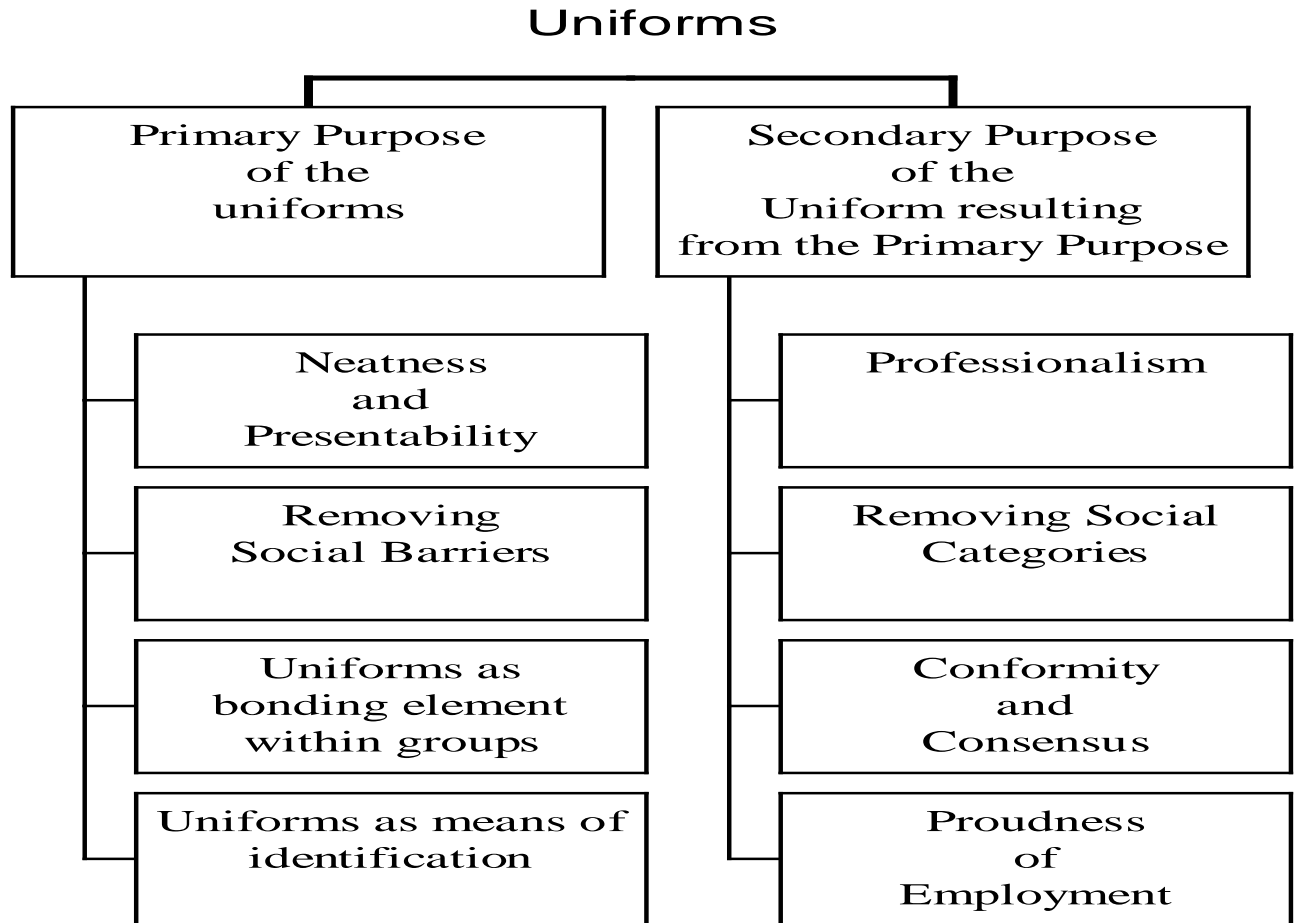 Uniforms
Primary Purpose
of the
uniforms
Neatness
and
Presentability
Removing
Social Barriers
Uniforms as
bonding element
within groups
Uniforms as means of
identification
Secondary Purpose
of the
Uniform resulting
from the Primary Purpose
Professionalism
Removing Social
Categories
Conformity
and
Consensus
Proudness
of
Employment